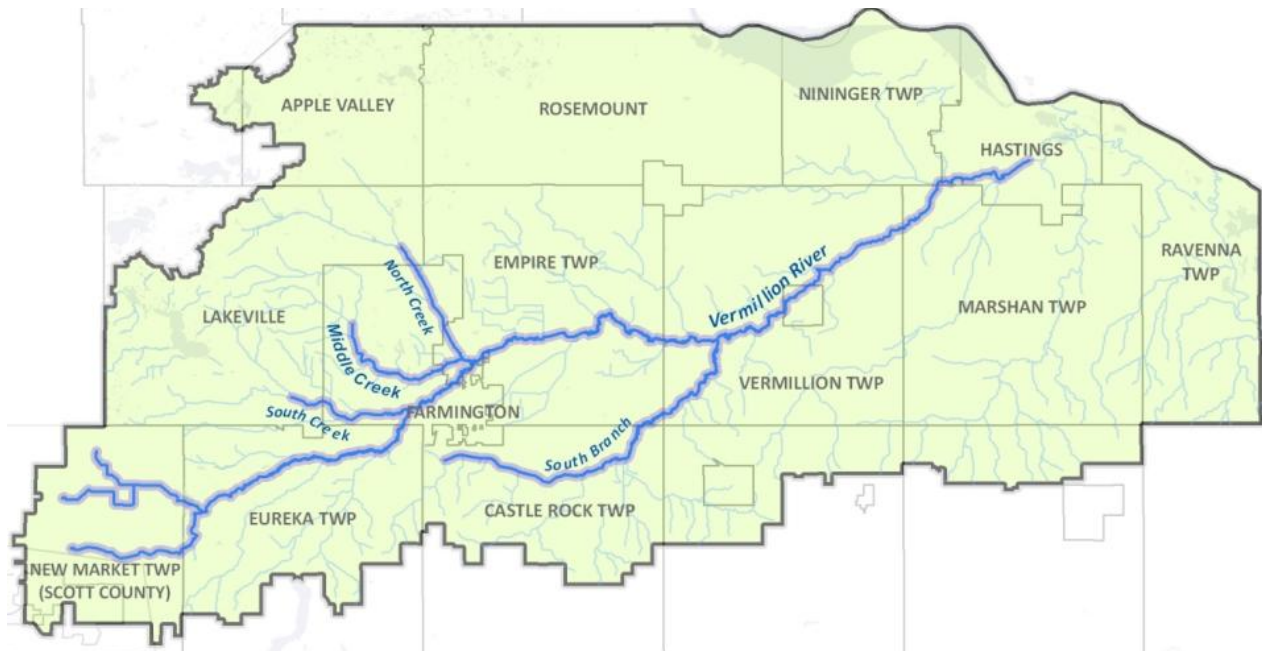 APPLE VALLEY
ROSEMOUNT
NININGER TWP
HASTINGS
LAKEVILLE
North Creek
EMPIRE TWP
Vermillion River
RAVENNA
TWP
MARSHAN TWP
Middle Creek
South Creek
FARMINGTON
VERMILLION TWP
South Branch
EUREKA TWP
CASTLE ROCK TWP
NEW MARKET TWP
(SCOTT COUNTY)